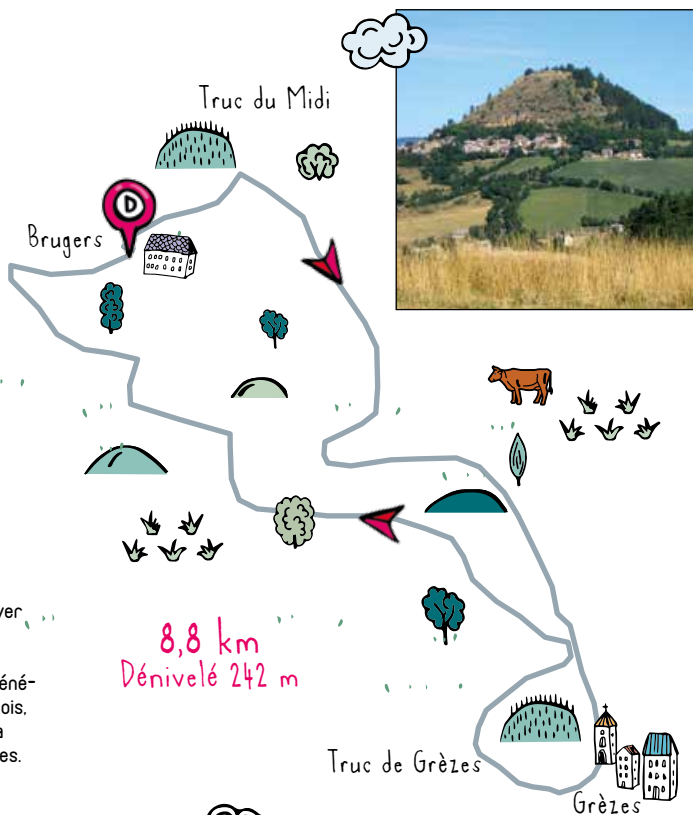 Truc du Midi
D
Brugers
8,8 km
Dénivelé 242 m
Truc de Grèzes
Grèzes